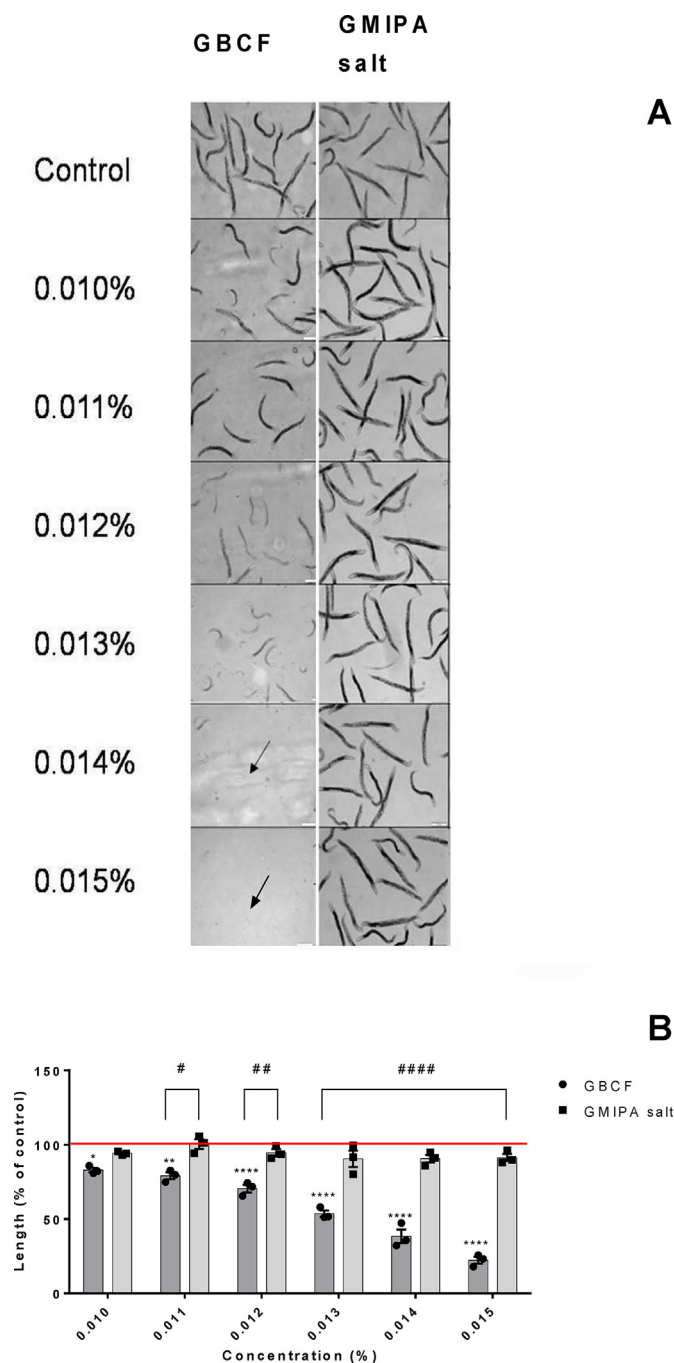 GBCF
GMIPA
salt
A
Control
0.010%
0.011%
0.012%
0.013%
0.014%
0.015%
B
# ## ####
GBCF
GMIPA salt
Length (% of control)
150
100
50
0
* ** **** **** **** ****
0.010 0.011 0.012 0.013 0.014 0.015
Concentration (%)